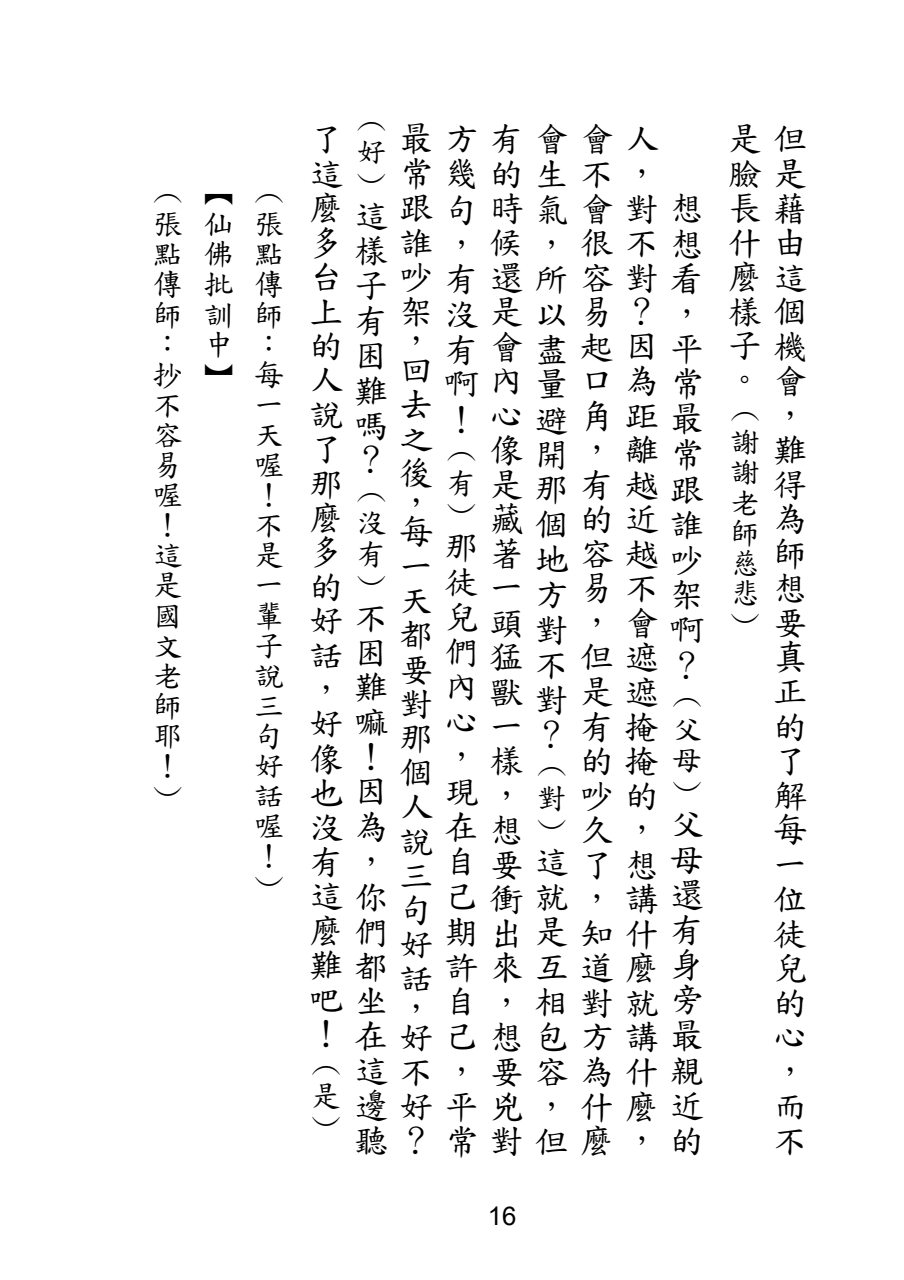 但是藉由這個機會，難得為師想要真正的了解每一位徒兒的心，而不
是臉長什麼樣子。（謝謝老師慈悲）
想想看，平常最常跟誰吵架啊？（父母）父母還有身旁最親近的
人，對不對？因為距離越近越不會遮遮掩掩的，想講什麼就講什麼，
會不會很容易起口角，有的容易，但是有的吵久了，知道對方為什麼
會生氣，所以盡量避開那個地方對不對？（對）這就是互相包容，但
有的時候還是會內心像是藏著一頭猛獸一樣，想要衝出來，想要兇對
方幾句，有沒有啊！（有）那徒兒們內心，現在自己期許自己，平常
最常跟誰吵架，回去之後，每一天都要對那個人說三句好話，好不好？
（好）這樣子有困難嗎？（沒有）不困難嘛！因為，你們都坐在這邊聽
了這麼多台上的人說了那麼多的好話，好像也沒有這麼難吧！（是）
（張點傳師：每一天喔！不是一輩子說三句好話喔！）
【仙佛批訓中】
（張點傳師：抄不容易喔！這是國文老師耶！）
16